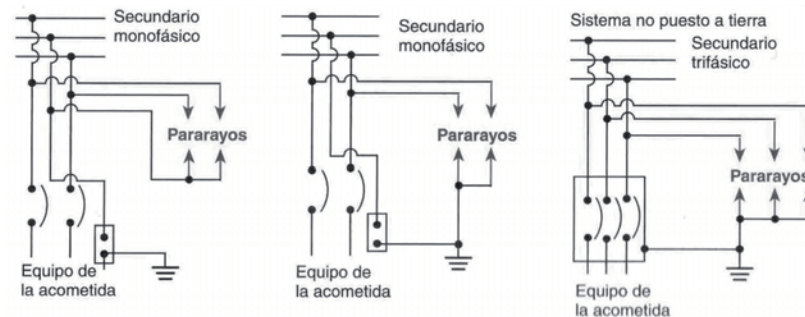 Secundario
monofásico
Pararayos
Equipo de
la acometida
Secundario
monofásico
Pararayos
Equipo de
la acometida
Sistema no puesto a tierra
Secundario
trifásico
Pararayos
Equipo de
la acometida